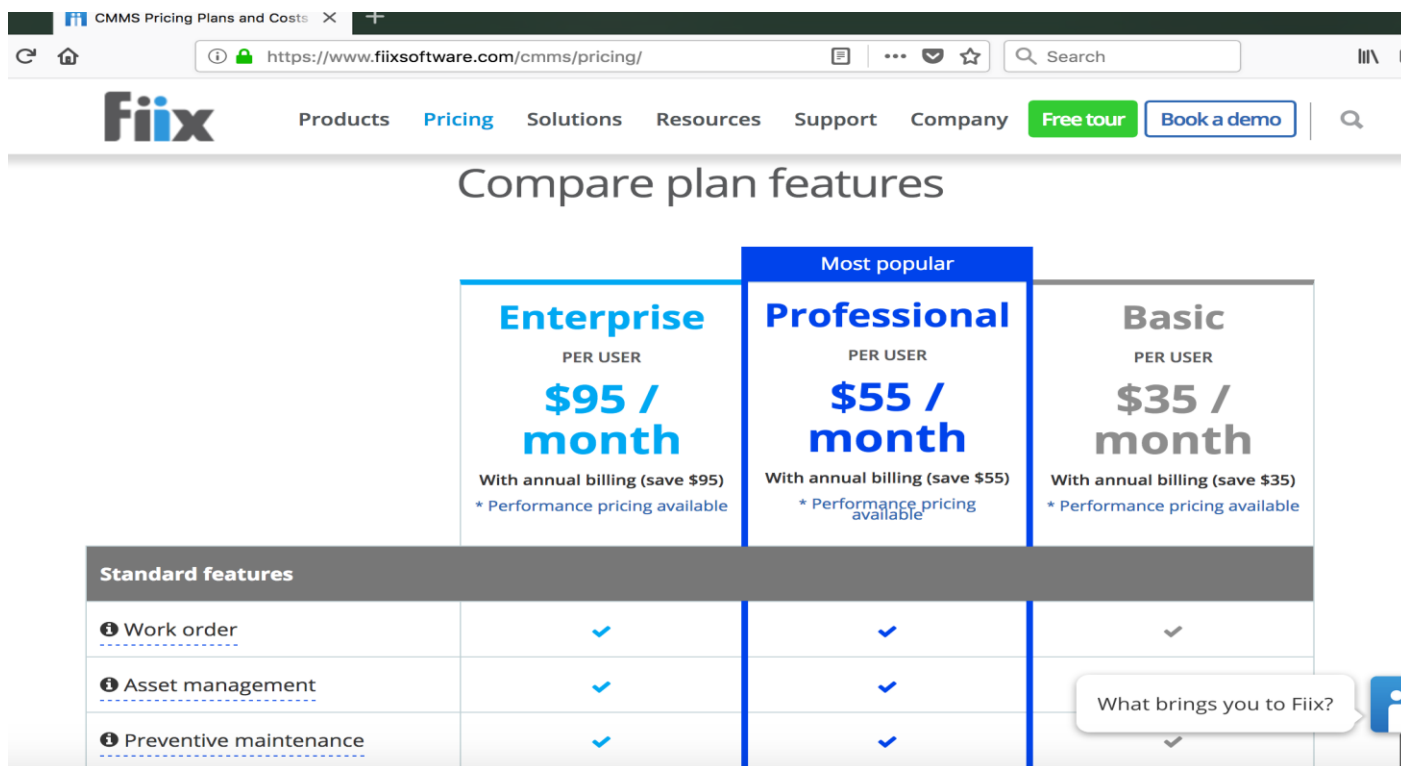 CMMS Pricing Plans and Costs
https://www.fiixsoftware.com/cmms/pricing/
Search
Fiix
Products Pricing Solutions Resources Support Company Free tour Book a demo
Compare plan features
Most popular
Enterprise
PER USER
$95 /
month
With annual billing (save $95)
* Performance pricing available
Professional
PER USER
$55 /
month
With annual billing (save $55)
* Performance pricing
available
Basic
PER USER
$35 /
month
With annual billing (save $35)
* Performance pricing available
Standard features
Work order
Asset management
Preventive maintenance
What brings you to Fiix?